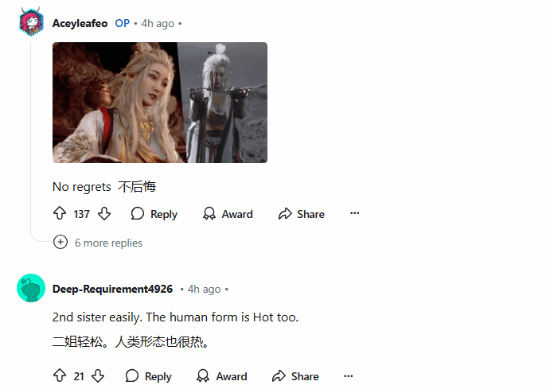 Aceyleafeo OP • 4h ago •
No regrets 不后悔
137 Reply Award Share ...
6 more replies
Deep-Requirement4926 • 4h ago •
2nd sister easily. The human form is Hot too.
二姐轻松。人类形态也很热。
21 Reply Award Share ...